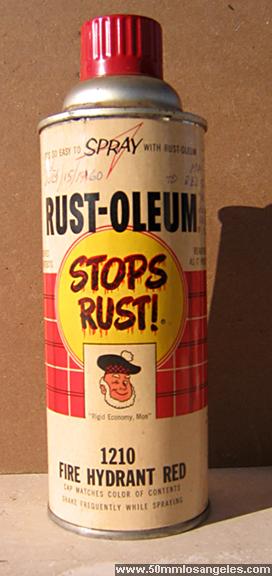 IT'S SO EASY TO SPRAY WITH RUST-OLEUM
RUST-OLEUM
STOPS
RUST!
"Rigid Economy, Mon"
1210
FIRE HYDRANT RED
CAP MATCHES COLOR OF CONTENTS
SHAKE FREQUENTLY WHILE SPRAYING
www.50mmlosangeles.com